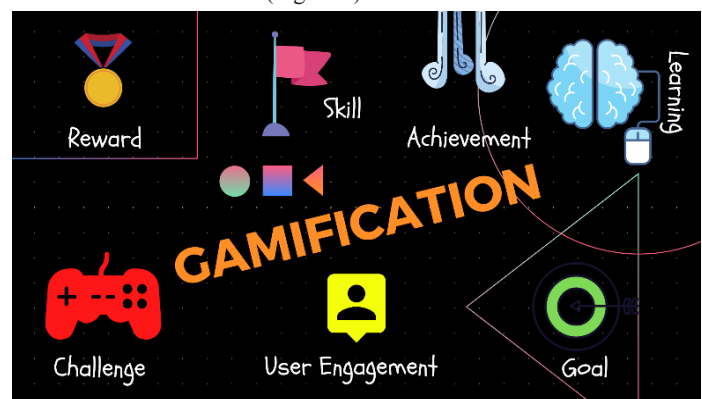 Reward
Skill
Achievement
Learning
GAMIFICATION
Challenge
User Engagement
Goal